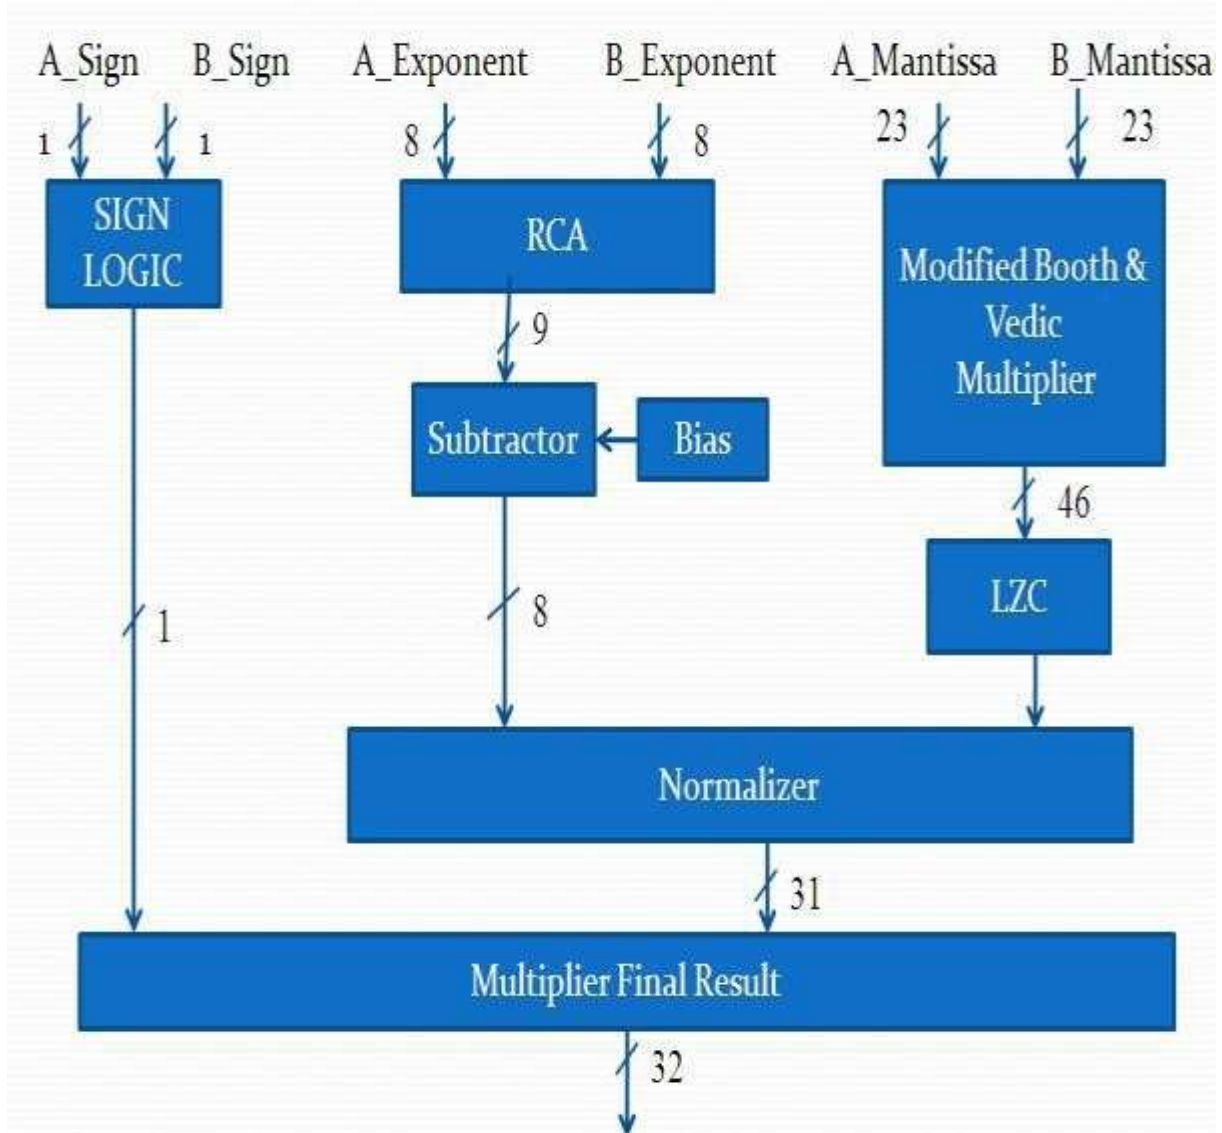 A_Sign B_Sign A_Exponent B_Exponent A_Mantissa B_Mantissa
1 1 8 8 23 23
SIGN
LOGIC
RCA
Modified Booth &
Vedic
Multiplier
9
Subtractor
Bias
46
LZC
1
8
Normalizer
31
Multiplier Final Result
32